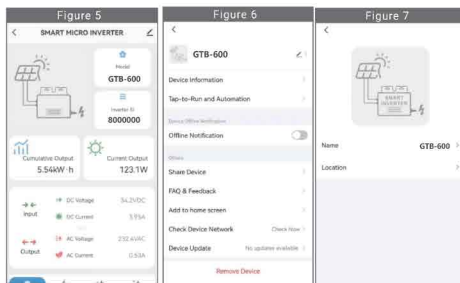 Figure 5
SMART MICRO INVERTER
Model
GTB-600
Inverter ID
8000000
Cumulative Output
5.54kW·h
Current Output
123.1W
Input
DC Voltage
34.2VDC
DC Current
3.95A
Output
AC Voltage
232.4VAC
AC Current
0.63A
Figure 6
GTB-600
Device Information
Tap-to-Run and Automation
Device Offline Notification
Offline Notification
Others
Share Device
FAQ & Feedback
Add to home screen
Check Device Network
Check Now
Device Update
No updates available
Remove Device
Figure 7
SMART
INVERTER
Name
GTB-600
Location